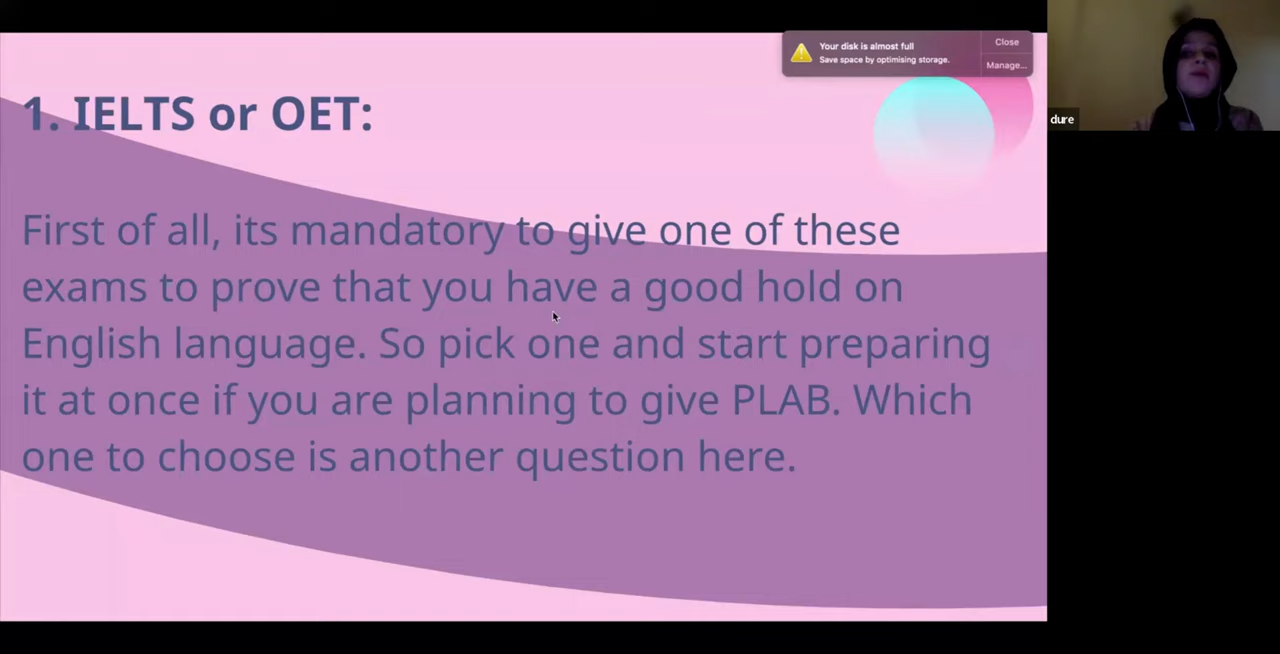 Your disk is almost full
Save space by optimising storage.
Close
Manage...
1. IELTS or OET:
First of all, its mandatory to give one of these
exams to prove that you have a good hold on
English language. So pick one and start preparing
it at once if you are planning to give PLAB. Which
one to choose is another question here.
dure